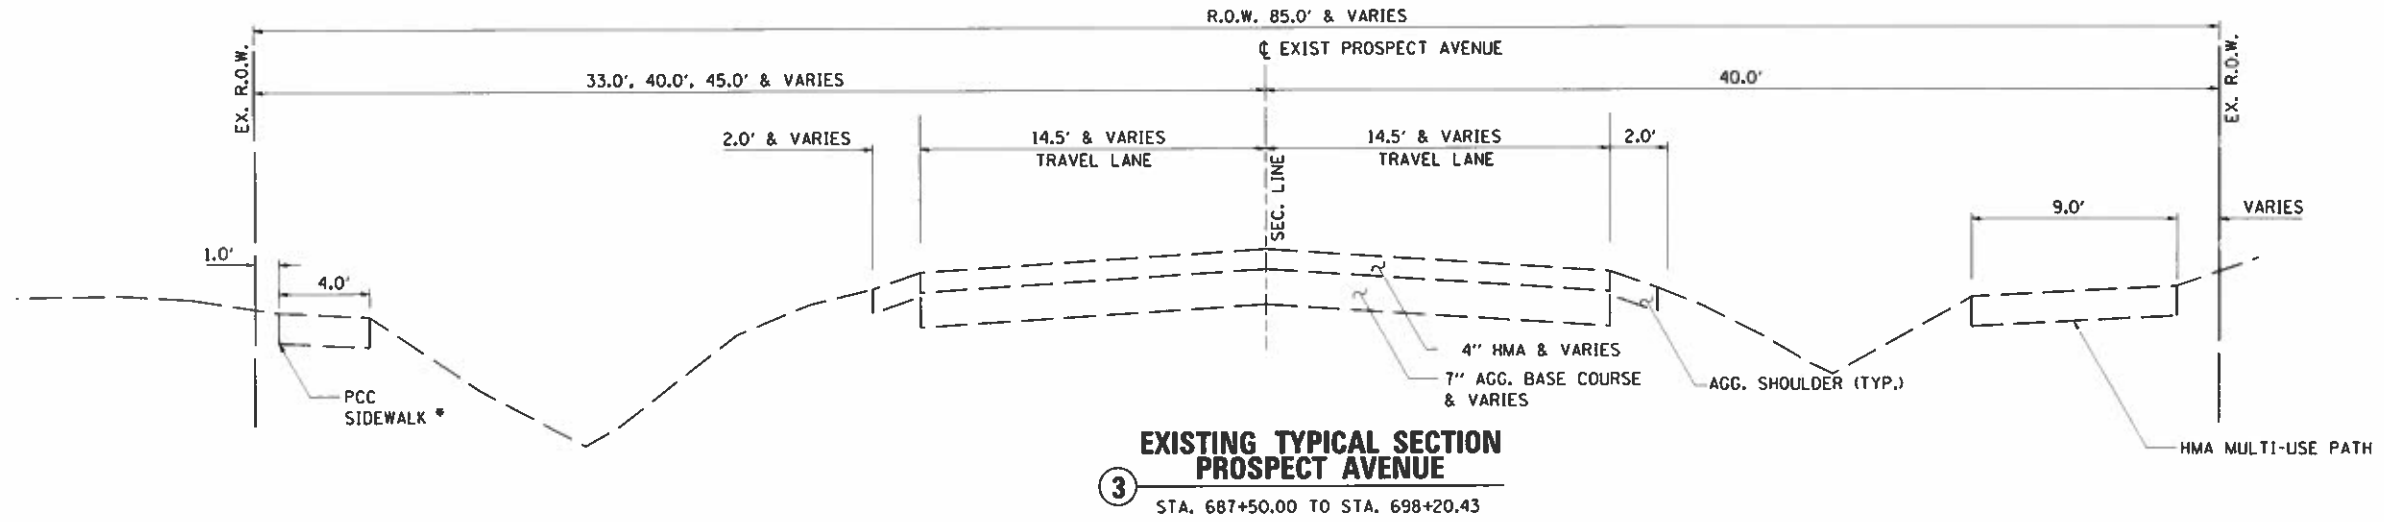 R.O.W. 85.0' & VARIES
℄ EXIST PROSPECT AVENUE
EX. R.O.W.
33.0', 40.0', 45.0' & VARIES
40.0'
EX. R.O.W.
2.0' & VARIES
14.5' & VARIES
TRAVEL LANE
14.5' & VARIES
TRAVEL LANE
2.0'
SEC. LINE
9.0'
VARIES
1.0'
4.0'
PCC
SIDEWALK *
4" HMA & VARIES
7" AGG. BASE COURSE
& VARIES
AGG. SHOULDER (TYP.)
HMA MULTI-USE PATH
EXISTING TYPICAL SECTION
PROSPECT AVENUE
3
STA. 687+50.00 TO STA. 698+20.43